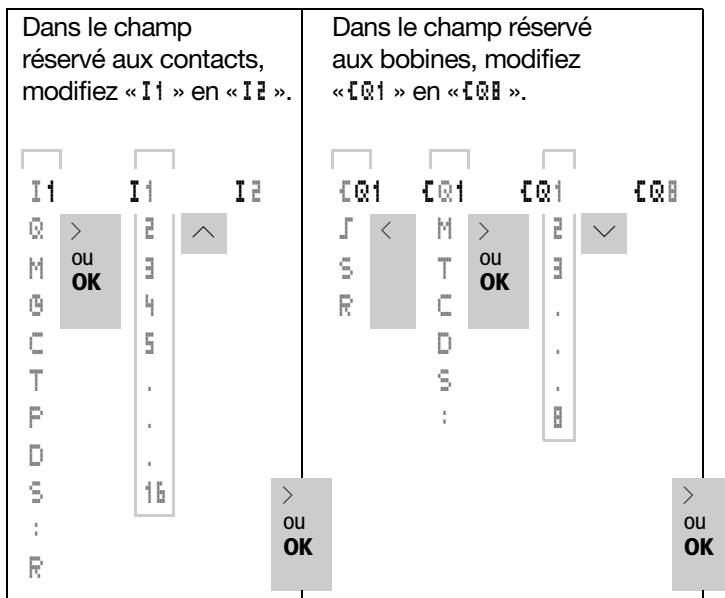 Dans le champ
réservé aux contacts,
modifiez « I1 » en « I2 ».
I1 I1 I2
Q > 2 ^
M ou 3
◷ OK 4
C 5
T .
P .
D .
S 16 >
: ou
OK
R
Dans le champ réservé
aux bobines, modifiez
« {Q1 » en « {Q8 ».
{Q1 {Q1 {Q1 {Q8
ʃ < M > 2 ∨
S T ou 3
R C OK .
D .
S .
: 8
>
ou
OK